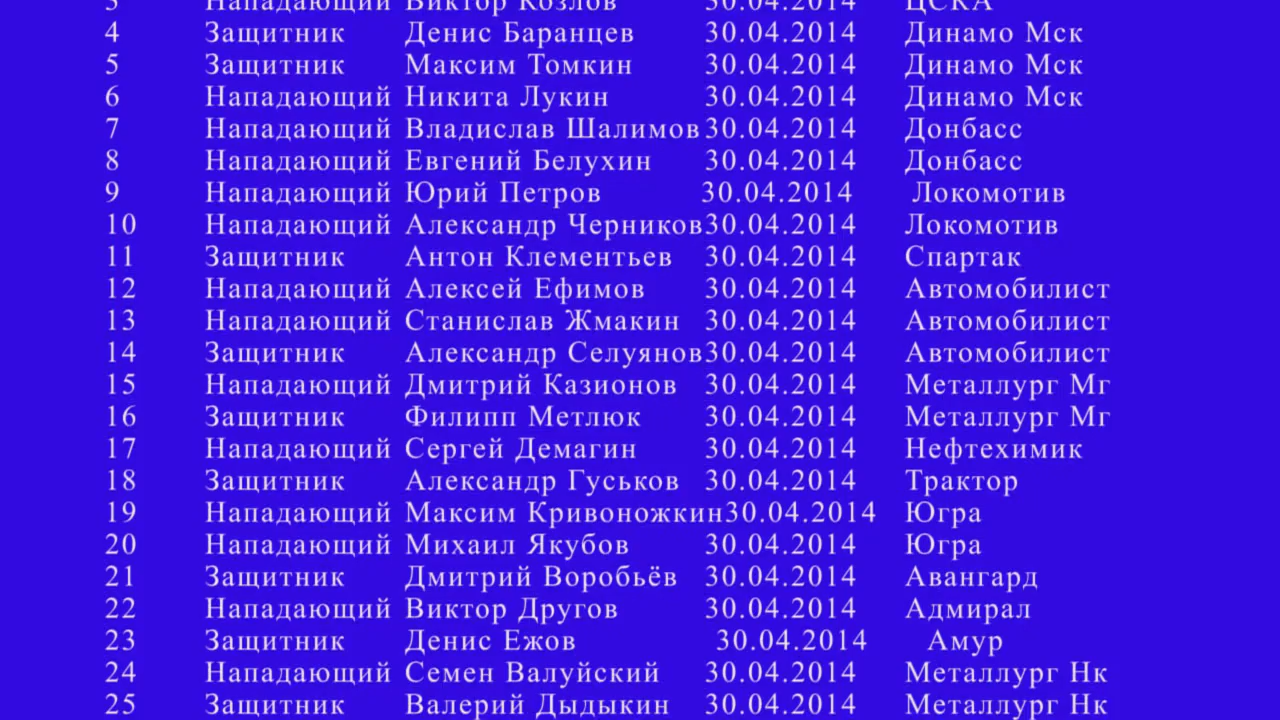 3 Нападающий Виктор Козлов 30.04.2014 ЦСКА
4 Защитник Денис Баранцев 30.04.2014 Динамо Мск
5 Защитник Максим Томкин 30.04.2014 Динамо Мск
6 Нападающий Никита Лукин 30.04.2014 Динамо Мск
7 Нападающий Владислав Шалимов 30.04.2014 Донбасс
8 Нападающий Евгений Белухин 30.04.2014 Донбасс
9 Нападающий Юрий Петров 30.04.2014 Локомотив
10 Нападающий Александр Черников 30.04.2014 Локомотив
11 Защитник Антон Клементьев 30.04.2014 Спартак
12 Нападающий Алексей Ефимов 30.04.2014 Автомобилист
13 Нападающий Станислав Жмакин 30.04.2014 Автомобилист
14 Защитник Александр Селуянов 30.04.2014 Автомобилист
15 Нападающий Дмитрий Казионов 30.04.2014 Металлург Мг
16 Защитник Филипп Метлюк 30.04.2014 Металлург Мг
17 Нападающий Сергей Демагин 30.04.2014 Нефтехимик
18 Защитник Александр Гуськов 30.04.2014 Трактор
19 Нападающий Максим Кривоножкин 30.04.2014 Югра
20 Нападающий Михаил Якубов 30.04.2014 Югра
21 Защитник Дмитрий Воробьёв 30.04.2014 Авангард
22 Нападающий Виктор Другов 30.04.2014 Адмирал
23 Защитник Денис Ежов 30.04.2014 Амур
24 Нападающий Семен Валуйский 30.04.2014 Металлург Нк
25 Защитник Валерий Дыдыкин 30.04.2014 Металлург Нк